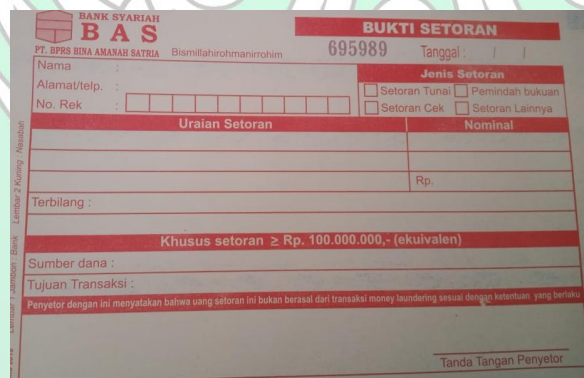 BANK SYARIAH
BAS
PT. BPRS BINA AMANAH SATRIA
Bismillahirohmanirrohim
BUKTI SETORAN
695989
Tanggal : / /
Nama :
Alamat/telp. :
No. Rek :
Jenis Setoran
Setoran Tunai Pemindah bukuan
Setoran Cek Setoran Lainnya
Uraian Setoran Nominal
Rp.
Terbilang :
Khusus setoran ≥ Rp. 100.000.000,- (ekuivalen)
Sumber dana :
Tujuan Transaksi :
Penyetor dengan ini menyatakan bahwa uang setoran ini bukan berasal dari transaksi money laundering sesuai dengan ketentuan yang berlaku
Tanda Tangan Penyetor
Bank Lembar 2 Kuning : Nasabah